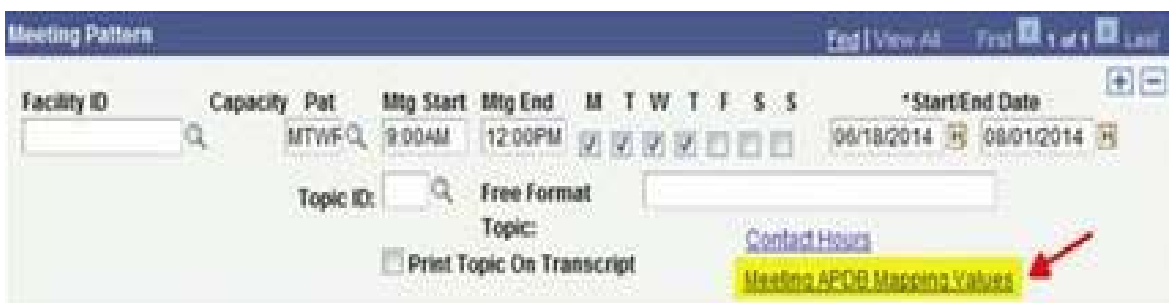 Meeting Pattern Find | View All First 1 of 1 Last
Facility ID Capacity Pat Mtg Start Mtg End M T W T F S S *Start/End Date
MTWF 9:00AM 12:00PM 06/18/2014 08/01/2014
Topic ID: Free Format
Topic:
Contact Hours
Print Topic On Transcript
Meeting APDB Mapping Values